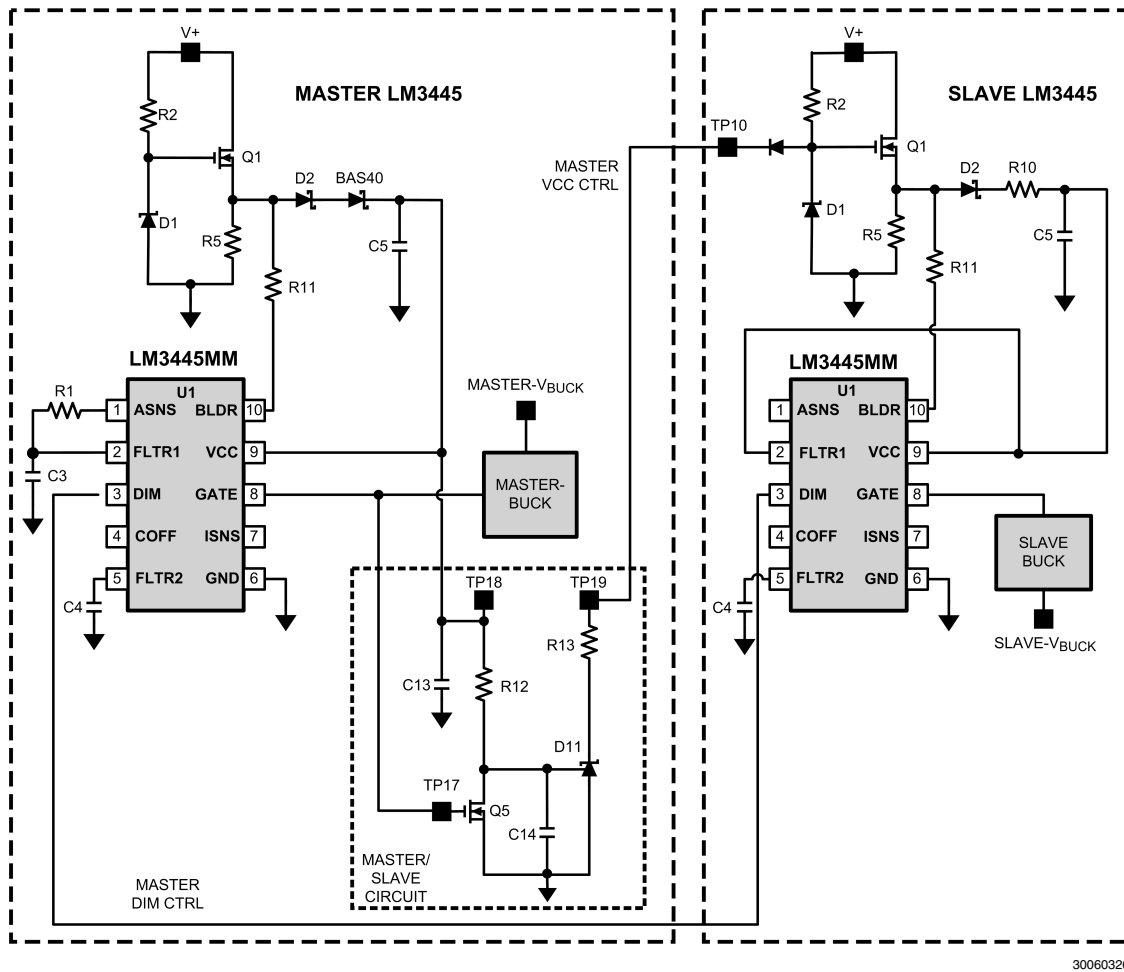 V+
R2
MASTER LM3445
Q1
D2
BAS40
D1
R5
C5
R11
LM3445MM
U1
R1
1 ASNS BLDR 10
2 FLTR1 VCC 9
3 DIM GATE 8
4 COFF ISNS 7
5 FLTR2 GND 6
C3
C4
MASTER-VBUCK
MASTER-
BUCK
TP18
TP19
R13
C13
R12
D11
TP17
Q5
C14
MASTER/
SLAVE
CIRCUIT
MASTER
DIM CTRL
MASTER
VCC CTRL
V+
SLAVE LM3445
R2
TP10
Q1
D2
R10
D1
R5
C5
R11
LM3445MM
U1
1 ASNS BLDR 10
2 FLTR1 VCC 9
3 DIM GATE 8
4 COFF ISNS 7
5 FLTR2 GND 6
C4
SLAVE
BUCK
SLAVE-VBUCK